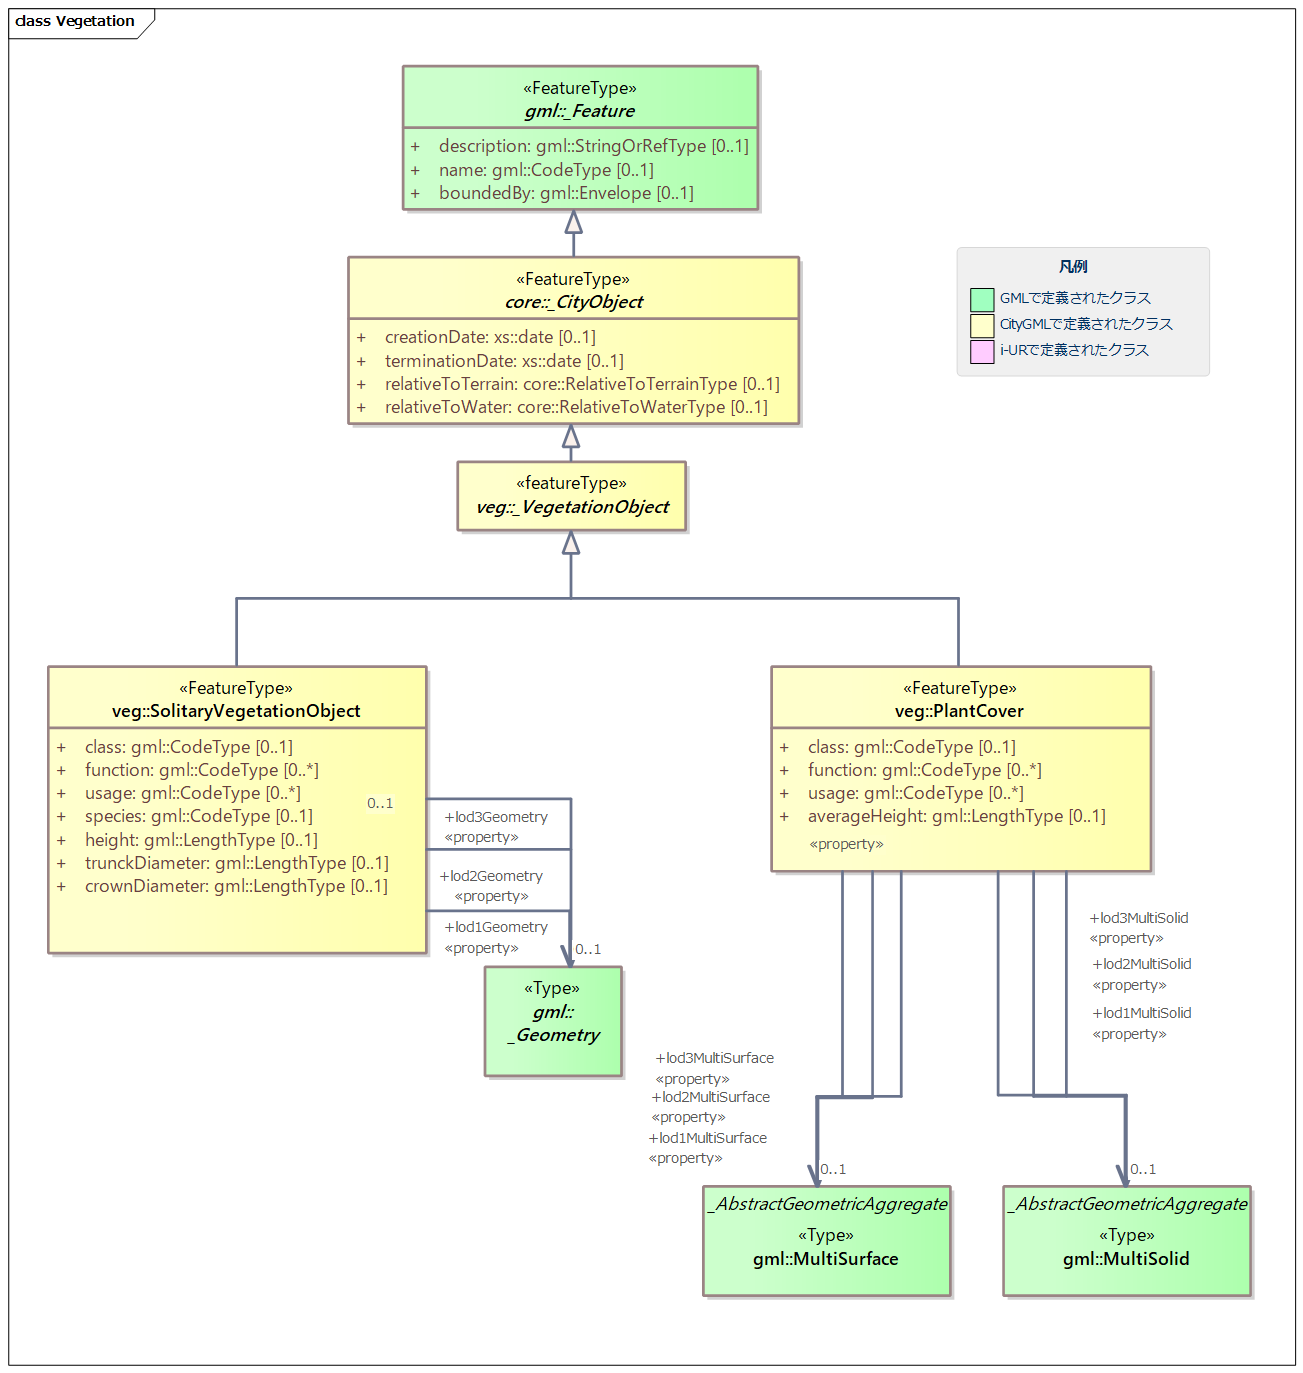 class Vegetation
«FeatureType»
gml::_Feature
+ description: gml::StringOrRefType [0..1]
+ name: gml::CodeType [0..1]
+ boundedBy: gml::Envelope [0..1]
«FeatureType»
core::_CityObject
+ creationDate: xs::date [0..1]
+ terminationDate: xs::date [0..1]
+ relativeToTerrain: core::RelativeToTerrainType [0..1]
+ relativeToWater: core::RelativeToWaterType [0..1]
凡例
GMLで定義されたクラス
CityGMLで定義されたクラス
i-URで定義されたクラス
«featureType»
veg::_VegetationObject
«FeatureType»
veg::SolitaryVegetationObject
+ class: gml::CodeType [0..1]
+ function: gml::CodeType [0..*]
+ usage: gml::CodeType [0..*]
+ species: gml::CodeType [0..1]
+ height: gml::LengthType [0..1]
+ trunckDiameter: gml::LengthType [0..1]
+ crownDiameter: gml::LengthType [0..1]
0..1
+lod3Geometry
«property»
+lod2Geometry
«property»
+lod1Geometry
«property»
0..1
«Type»
gml::
_Geometry
«FeatureType»
veg::PlantCover
+ class: gml::CodeType [0..1]
+ function: gml::CodeType [0..*]
+ usage: gml::CodeType [0..*]
+ averageHeight: gml::LengthType [0..1]
«property»
+lod3MultiSolid
«property»
+lod2MultiSolid
«property»
+lod1MultiSolid
«property»
+lod3MultiSurface
«property»
+lod2MultiSurface
«property»
+lod1MultiSurface
«property»
0..1
0..1
_AbstractGeometricAggregate
«Type»
gml::MultiSurface
_AbstractGeometricAggregate
«Type»
gml::MultiSolid